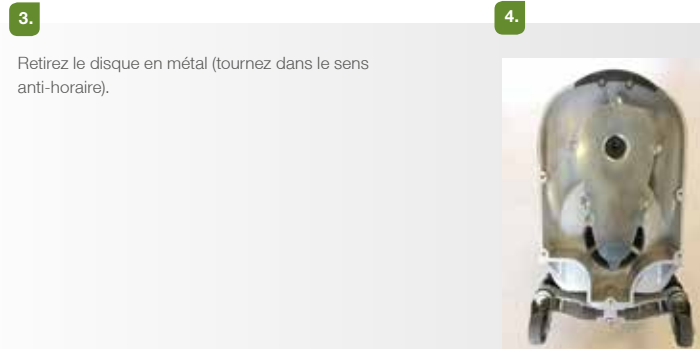 3.
Retirez le disque en métal (tournez dans le sens
anti-horaire).
4.